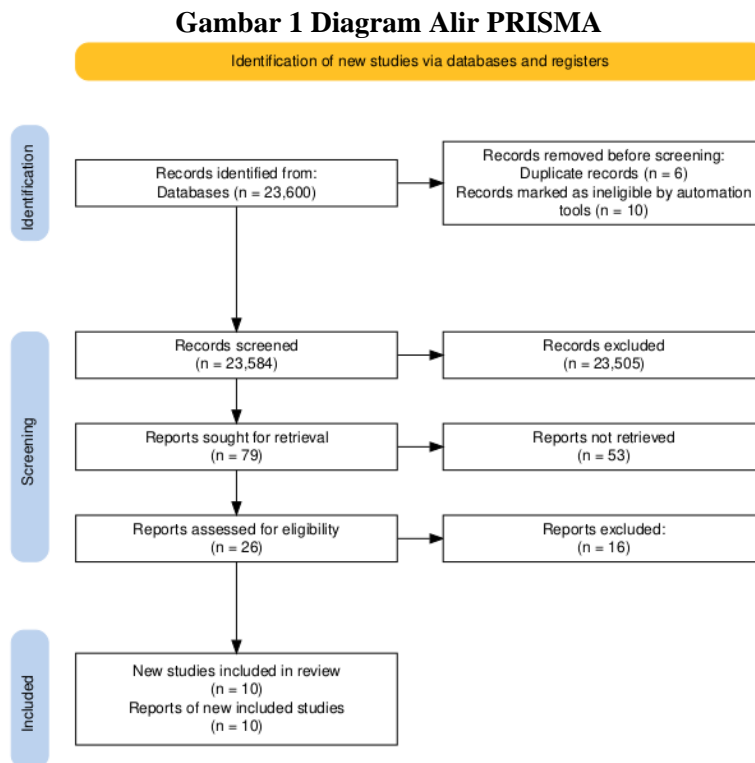 Gambar 1 Diagram Alir PRISMA
Identification of new studies via databases and registers
Identification
Records identified from:
Databases (n = 23,600)
Records removed before screening:
Duplicate records (n = 6)
Records marked as ineligible by automation
tools (n = 10)
Screening
Records screened
(n = 23,584)
Records excluded
(n = 23,505)
Reports sought for retrieval
(n = 79)
Reports not retrieved
(n = 53)
Reports assessed for eligibility
(n = 26)
Reports excluded:
(n = 16)
Included
New studies included in review
(n = 10)
Reports of new included studies
(n = 10)